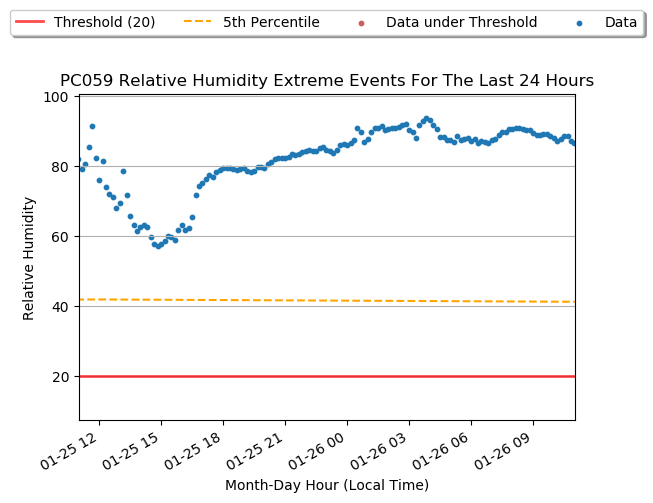 Threshold (20) 5th Percentile Data under Threshold Data
PC059 Relative Humidity Extreme Events For The Last 24 Hours
100
80
60
40
20
Relative Humidity
01-25 12 01-25 15 01-25 18 01-25 21 01-26 00 01-26 03 01-26 06 01-26 09
Month-Day Hour (Local Time)